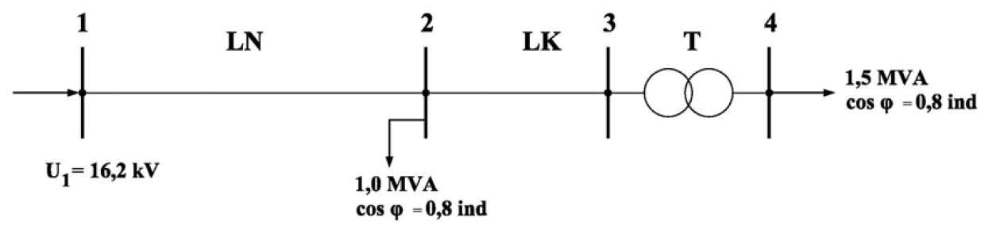 1
LN
2
LK
3
T
4
1,5 MVA
cos φ = 0,8 ind
U1= 16,2 kV
1,0 MVA
cos φ = 0,8 ind